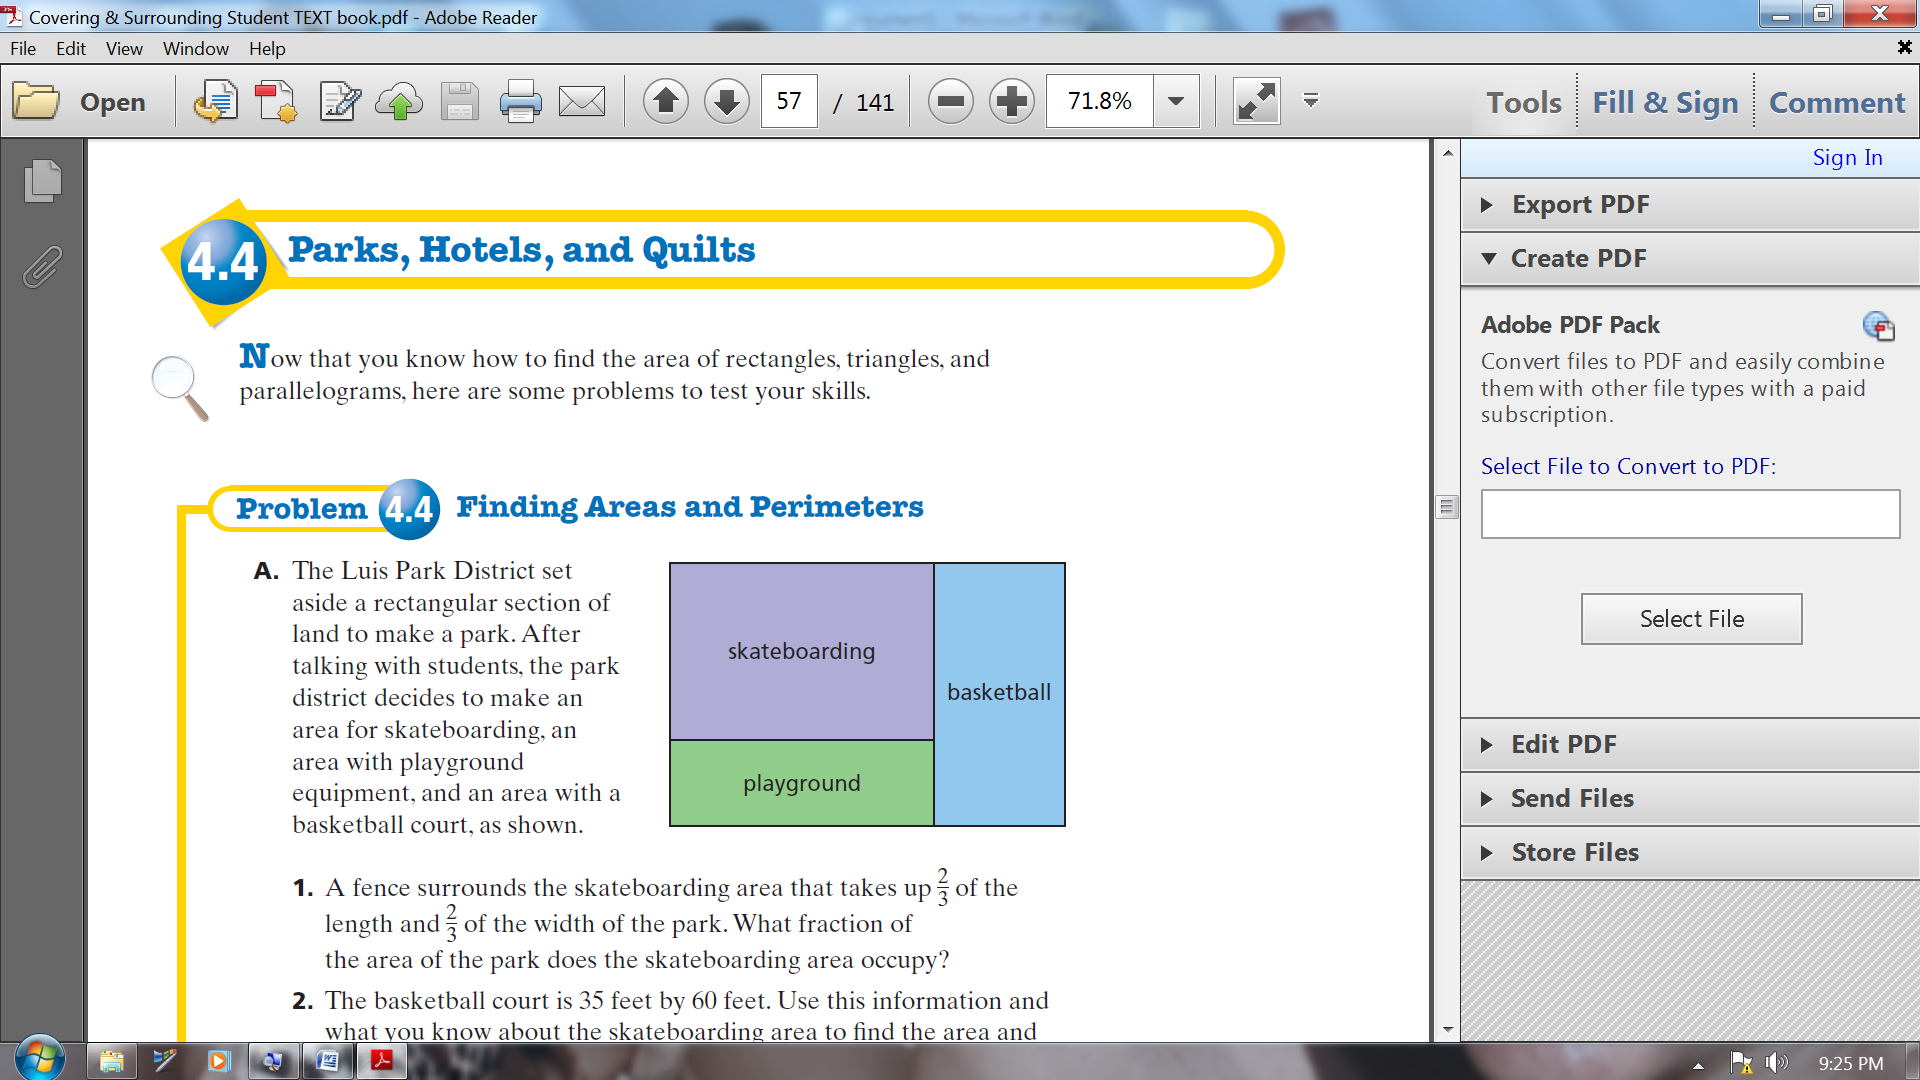 Covering & Surrounding Student TEXT book.pdf - Adobe Reader
File Edit View Window Help
Open 57 / 141 71.8% Tools Fill & Sign Comment
Sign In
Export PDF
Create PDF
Adobe PDF Pack
Convert files to PDF and easily combine
them with other file types with a paid
subscription.
Select File to Convert to PDF:
Select File
Edit PDF
Send Files
Store Files
4.4 Parks, Hotels, and Quilts
Now that you know how to find the area of rectangles, triangles, and
parallelograms, here are some problems to test your skills.
Problem 4.4 Finding Areas and Perimeters
A. The Luis Park District set
aside a rectangular section of
land to make a park. After
talking with students, the park
district decides to make an
area for skateboarding, an
area with playground
equipment, and an area with a
basketball court, as shown.
skateboarding
basketball
playground
1. A fence surrounds the skateboarding area that takes up 2/3 of the
length and 2/3 of the width of the park. What fraction of
the area of the park does the skateboarding area occupy?
2. The basketball court is 35 feet by 60 feet. Use this information and
what you know about the skateboarding area to find the area and
9:25 PM